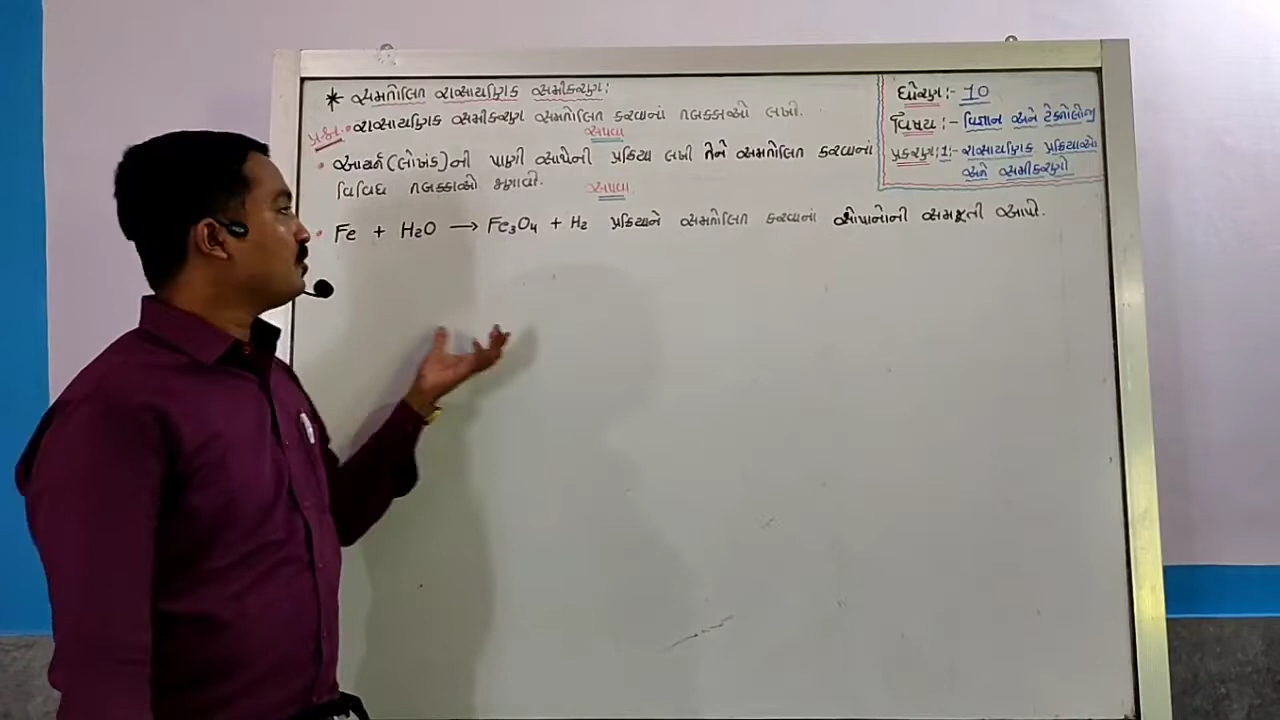 * સમતોલિત રાસાયણિક સમીકરણ:
પ્રશ્ન:• રાસાયણિક સમીકરણ સમતોલિત કરવાનાં તબક્કાઓ લખો.
અથવા
• આયર્ન (લોખંડ) ની પાણી સાથેની પ્રક્રિયા લખી તેને સમતોલિત કરવાનાં
વિવિધ તબક્કાઓ જણાવો.
અથવા
• Fe + H₂O → Fe₃O₄ + H₂ પ્રક્રિયાને સમતોલિત કરવાનાં સોપાનોની સમજૂતી આપો.
ધોરણ:- 10
વિષય:- વિજ્ઞાન અને ટેકનોલોજી
પ્રકરણ:1:- રાસાયણિક પ્રક્રિયાઓ
અને સમીકરણો